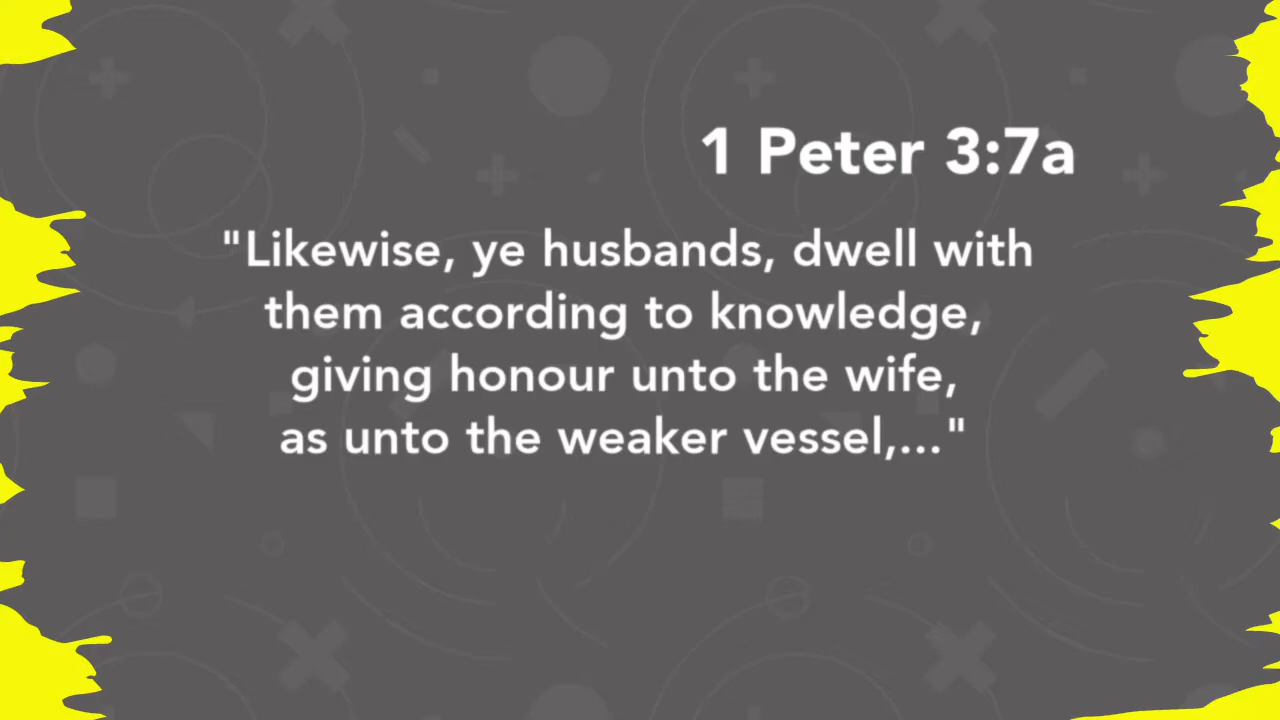 1 Peter 3:7a
"Likewise, ye husbands, dwell with
them according to knowledge,
giving honour unto the wife,
as unto the weaker vessel,..."